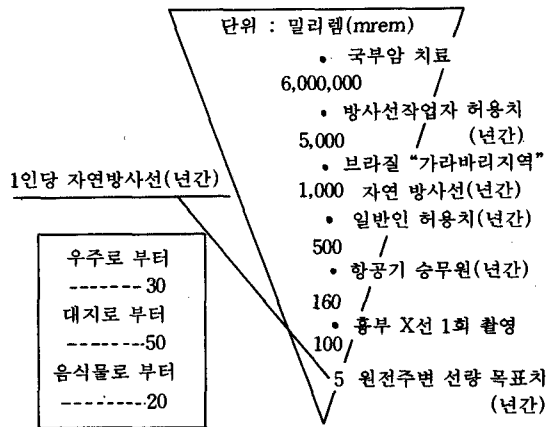 단위 : 밀리렘(mrem)
• 국부암 치료
6,000,000
• 방사선작업자 허용치
(년간)
5,000
• 브라질 “가라바리지역”
1,000 자연 방사선(년간)
• 일반인 허용치(년간)
500
• 항공기 승무원(년간)
160
• 흉부 X선 1회 촬영
100
5 원전주변 선량 목표치
(년간)
1인당 자연방사선(년간)
우주로 부터
-------30
대지로 부터
--------50
음식물로 부터
--------20